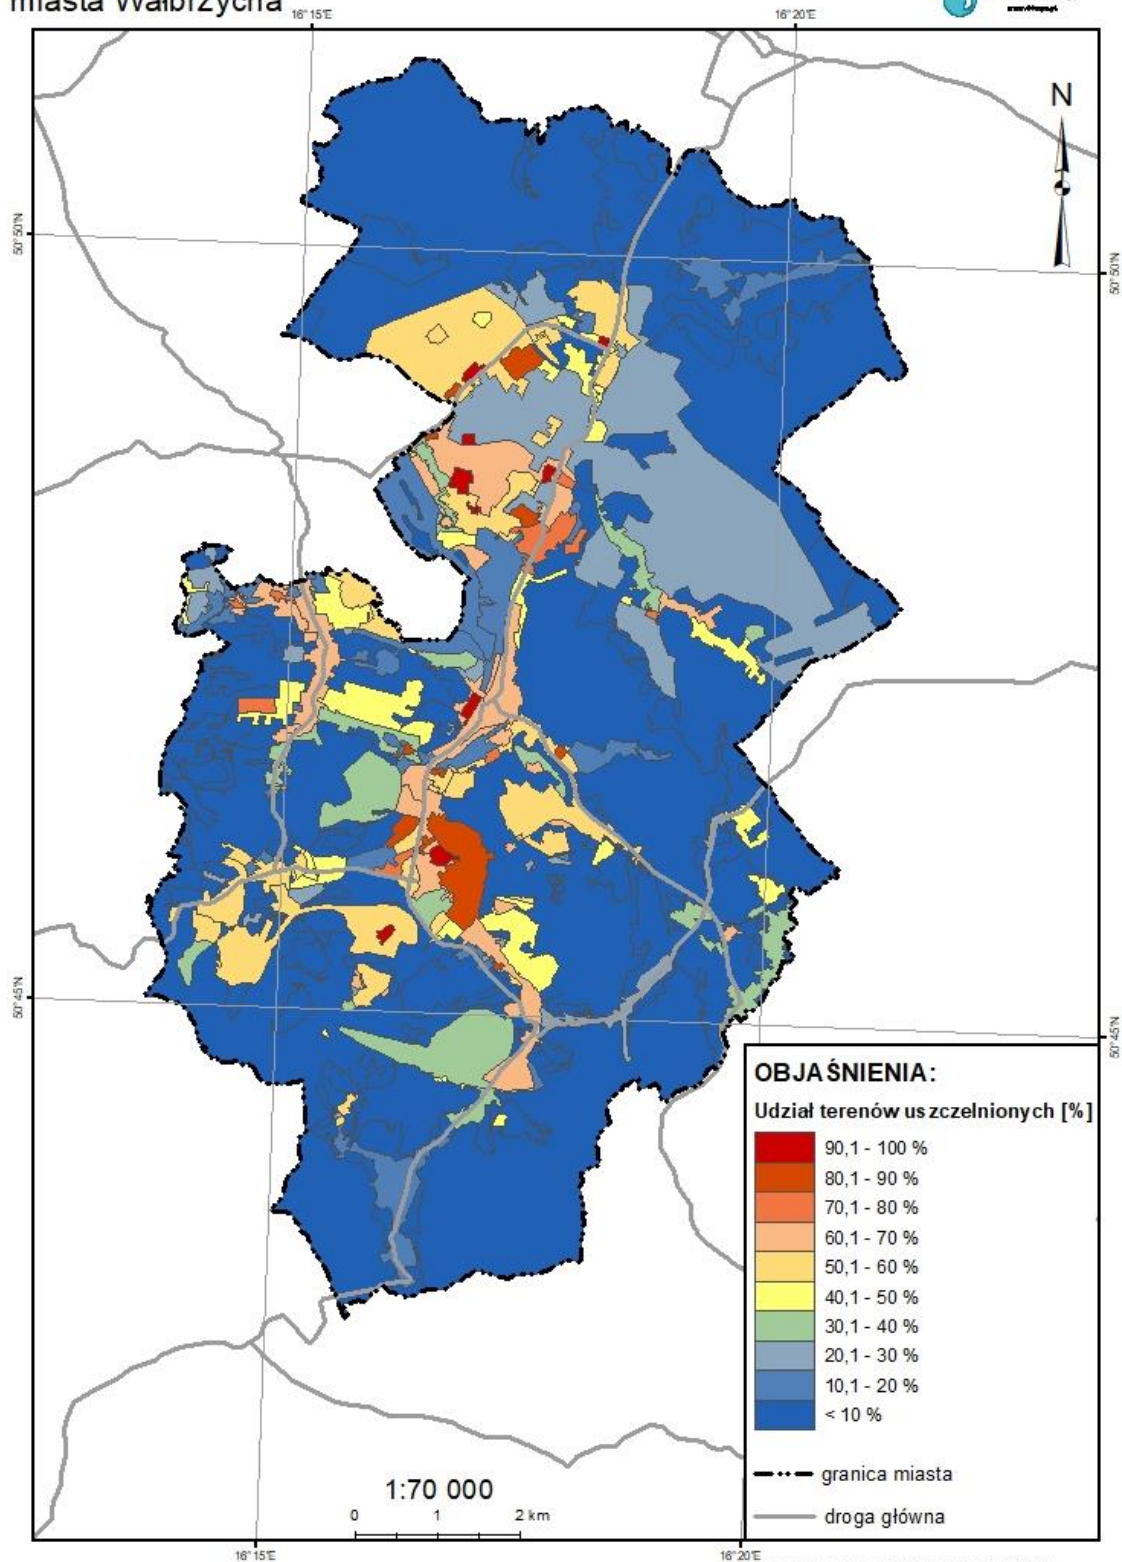 miasta Wałbrzycha
16°15'E
16°20'E
N
50°50'N
50°50'N
50°45'N
50°45'N
OBJAŚNIENIA:
Udział terenów uszczelnionych [%]
90,1 - 100 %
80,1 - 90 %
70,1 - 80 %
60,1 - 70 %
50,1 - 60 %
40,1 - 50 %
30,1 - 40 %
20,1 - 30 %
10,1 - 20 %
< 10 %
granica miasta
droga główna
1:70 000
0 1 2 km
16°15'E
16°20'E